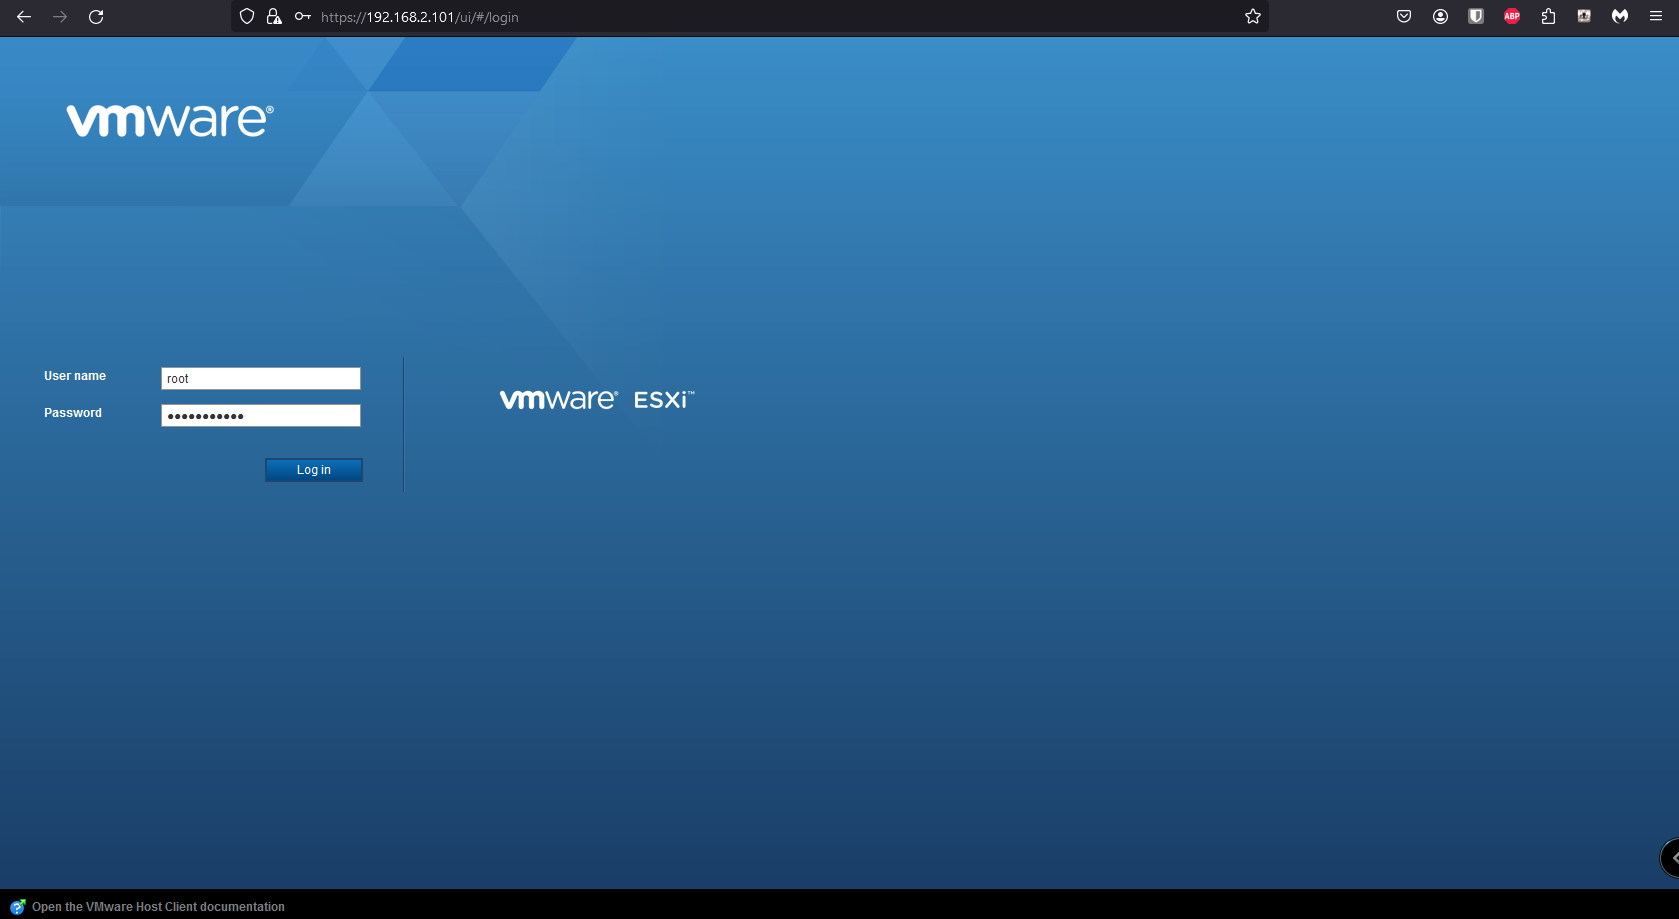 https://192.168.2.101/ui/#/login
ABP
vmware®
User name
root
Password
●●●●●●●●●●●
Log in
vmware® ESXi™
Open the VMware Host Client documentation